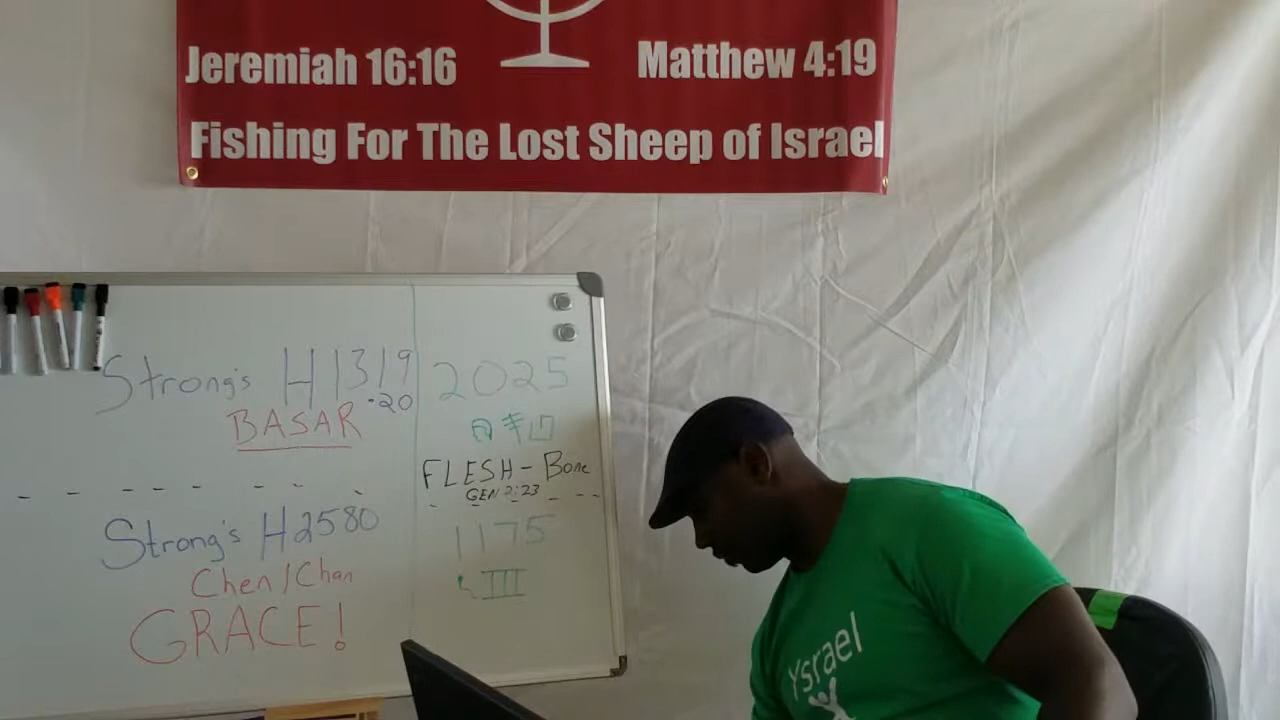 Jeremiah 16:16
Matthew 4:19
Fishing For The Lost Sheep of Israel
Strong's H1319
.20
BASAR
Strong's H2580
Chen/Chan
GRACE!
2025
FLESH-Bone
GEN 2:23
1175
Ysrael